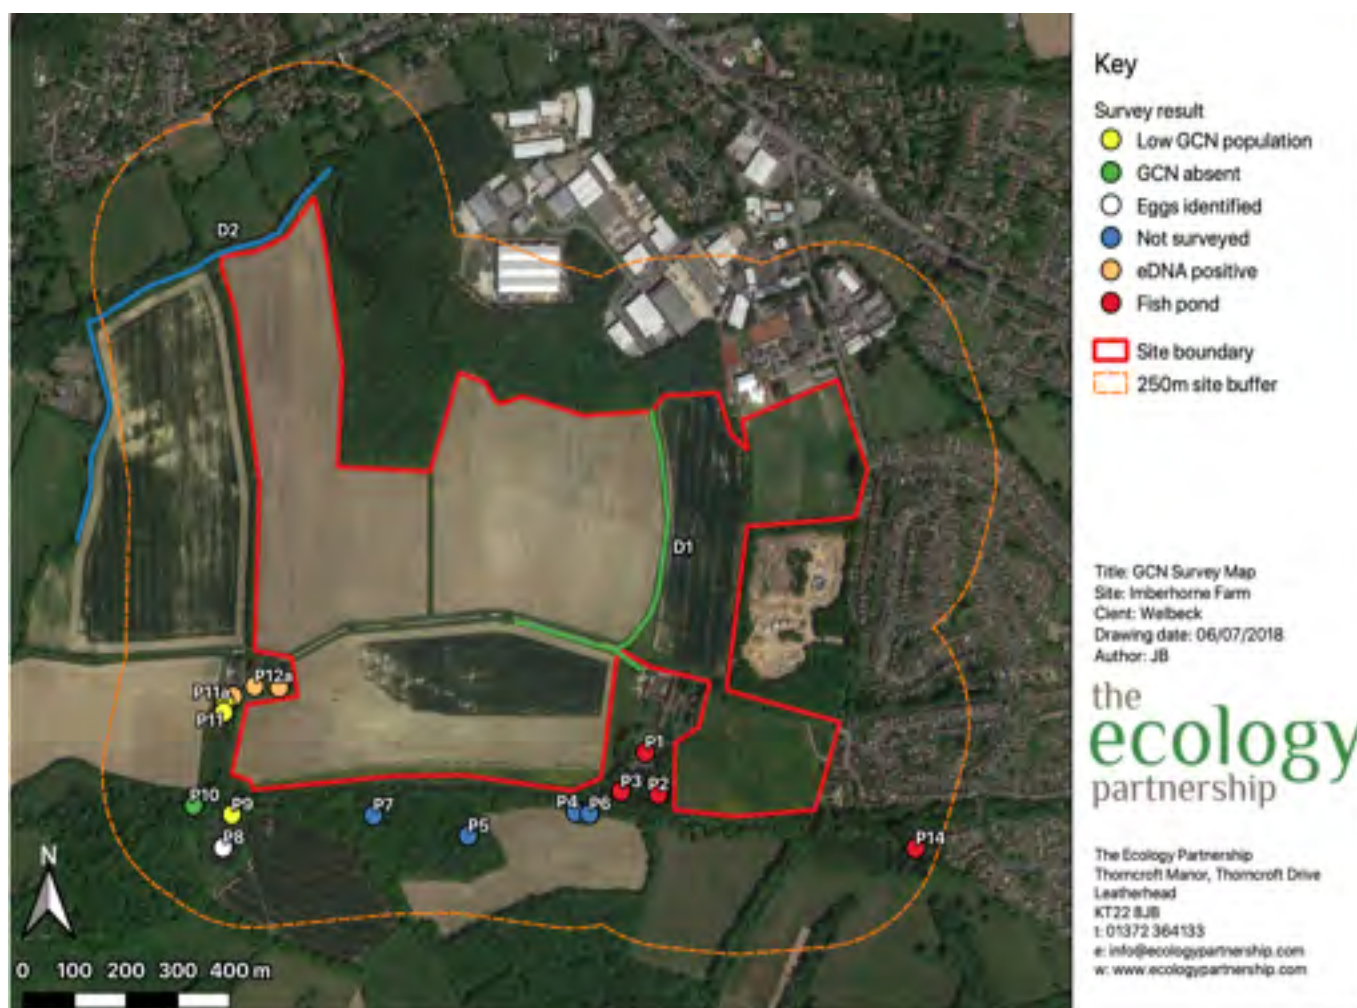 Key
Survey result
Low GCN population
GCN absent
Eggs identified
Not surveyed
eDNA positive
Fish pond
Site boundary
250m site buffer
Title: GCN Survey Map
Site: Imberhorne Farm
Cient: Welbeck
Drawing date: 06/07/2018
Author: JB
the
ecology
partnership
The Ecology Partnership
Thorncroft Manor, Thorncroft Drive
Leatherhead
KT22 8JB
t: 01372 364133
e: info@ecologypartnership.com
w: www.ecologypartnership.com
D2
D1
P12a
P11a
P11
P1
P3
P2
P10
P9
P7
P4
P6
P5
P8
P14
N
0 100 200 300 400 m